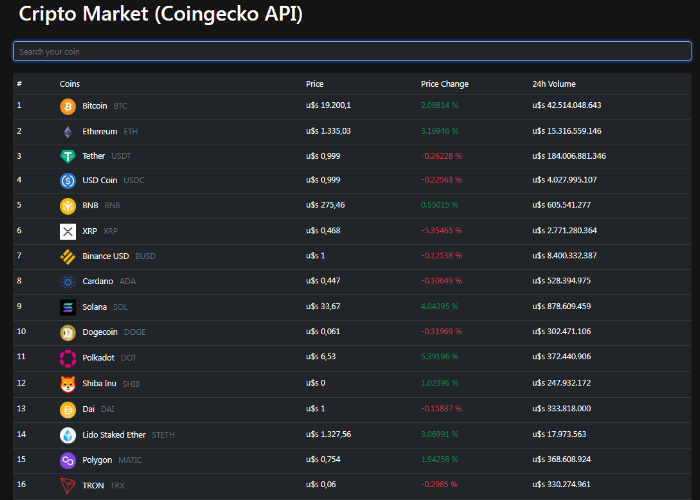 Cripto Market (Coingecko API)
Search your coin
# Coins Price Price Change 24h Volume
1 Bitcoin BTC u$s 19.200,1 2.09814 % u$s 42.514.048.643
2 Ethereum ETH u$s 1.335,03 3.16946 % u$s 15.316.559.146
3 Tether USDT u$s 0,999 -0.26228 % u$s 184.006.881.346
4 USD Coin USDC u$s 0,999 -0.22563 % u$s 4.027.995.107
5 BNB BNB u$s 275,46 0.55015 % u$s 605.541.277
6 XRP XRP u$s 0,468 -5.35465 % u$s 2.771.280.364
7 Binance USD BUSD u$s 1 -0.12138 % u$s 8.400.332.387
8 Cardano ADA u$s 0,447 -0.10649 % u$s 528.394.975
9 Solana SOL u$s 33,67 4.04395 % u$s 878.609.459
10 Dogecoin DOGE u$s 0,061 -0.31969 % u$s 302.471.106
11 Polkadot DOT u$s 6,53 5.39196 % u$s 372.440.906
12 Shiba Inu SHIB u$s 0 1.02396 % u$s 247.932.172
13 Dai DAI u$s 1 -0.15837 % u$s 333.818.000
14 Lido Staked Ether STETH u$s 1.327,56 3.06991 % u$s 17.973.563
15 Polygon MATIC u$s 0,754 1.94258 % u$s 368.608.924
16 TRON TRX u$s 0,06 -0.2985 % u$s 330.274.961